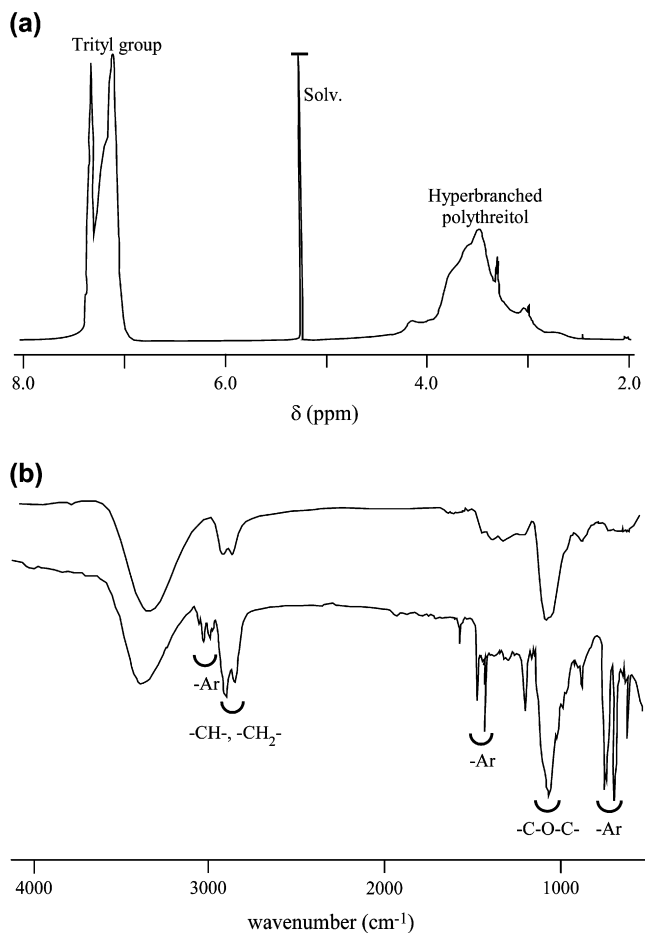 (a)
Trityl group
Solv.
Hyperbranched
polythreitol
8.0 6.0 4.0 2.0
δ (ppm)
(b)
-Ar
-CH-, -CH₂-
-Ar
-C-O-C- -Ar
4000 3000 2000 1000
wavenumber (cm⁻¹)